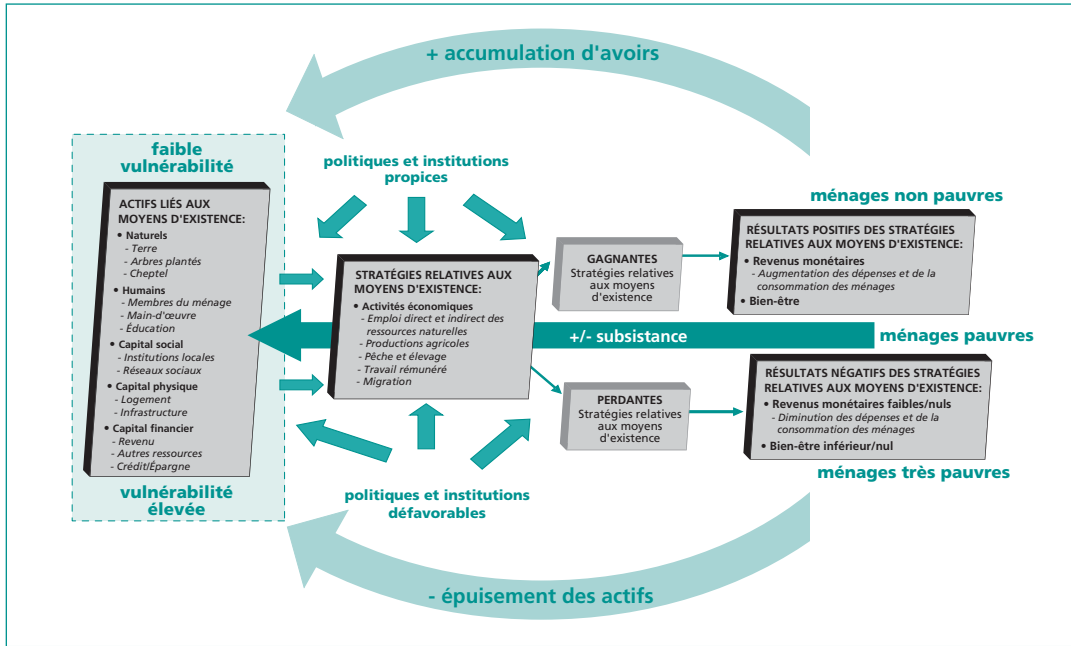 + accumulation d'avoirs
faible
vulnérabilité
ACTIFS LIÉS AUX
MOYENS D'EXISTENCE:
• Naturels
- Terre
- Arbres plantés
- Cheptel
• Humains
- Membres du ménage
- Main-d'œuvre
- Éducation
• Capital social
- Institutions locales
- Réseaux sociaux
• Capital physique
- Logement
- Infrastructure
• Capital financier
- Revenu
- Autres ressources
- Crédit/Épargne
vulnérabilité
élevée
politiques et institutions
propices
STRATÉGIES RELATIVES AUX
MOYENS D'EXISTENCE:
• Activités économiques
- Emploi direct et indirect des
ressources naturelles
- Productions agricoles
- Pêche et élevage
- Travail rémunéré
- Migration
politiques et institutions
défavorables
GAGNANTES
Stratégies relatives
aux moyens
d'existence
+/- subsistance
PERDANTES
Stratégies relatives
aux moyens
d'existence
ménages non pauvres
RÉSULTATS POSITIFS DES STRATÉGIES
RELATIVES AUX MOYENS D'EXISTENCE:
• Revenus monétaires
- Augmentation des dépenses et de la
consommation des ménages
• Bien-être
ménages pauvres
RÉSULTATS NÉGATIFS DES STRATÉGIES
RELATIVES AUX MOYENS D'EXISTENCE:
• Revenus monétaires faibles/nuls
- Diminution des dépenses et de la
consommation des ménages
• Bien-être inférieur/nul
ménages très pauvres
- épuisement des actifs